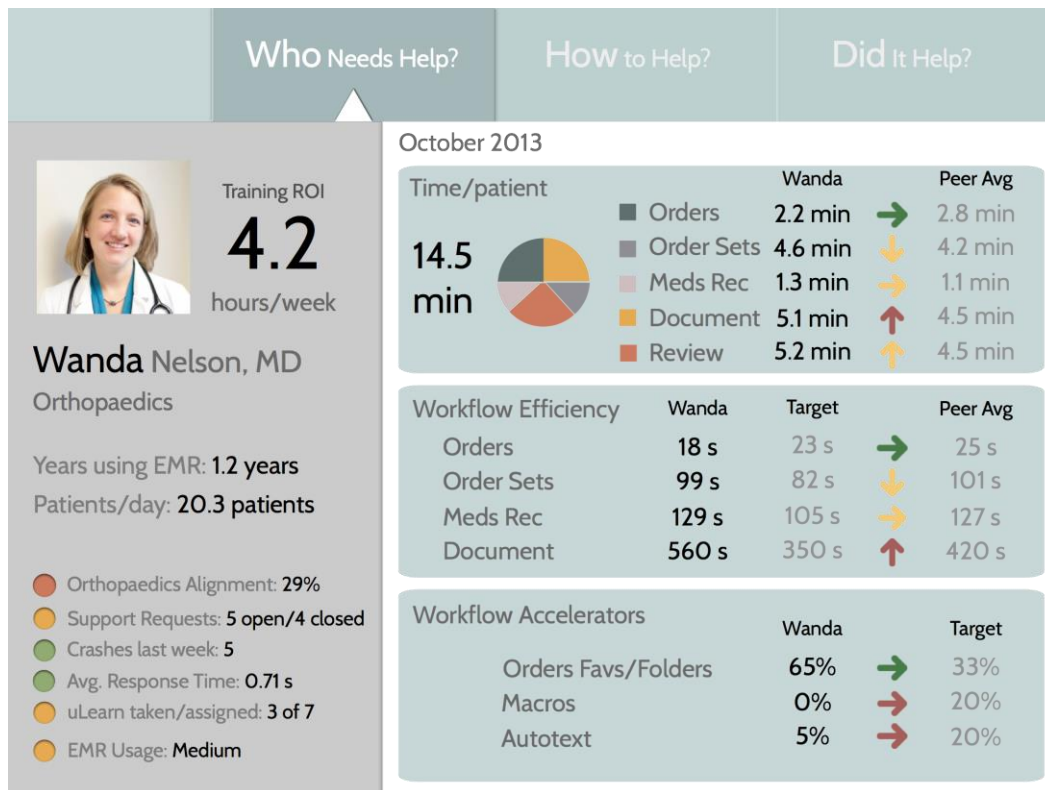 Who Needs Help?
How to Help?
Did It Help?
Training ROI
4.2
hours/week
Wanda Nelson, MD
Orthopaedics
Years using EMR: 1.2 years
Patients/day: 20.3 patients
Orthopaedics Alignment: 29%
Support Requests: 5 open/4 closed
Crashes last week: 5
Avg. Response Time: 0.71 s
uLearn taken/assigned: 3 of 7
EMR Usage: Medium
October 2013
Time/patient Wanda Peer Avg
14.5
min
Orders 2.2 min 2.8 min
Order Sets 4.6 min 4.2 min
Meds Rec 1.3 min 1.1 min
Document 5.1 min 4.5 min
Review 5.2 min 4.5 min
Workflow Efficiency Wanda Target Peer Avg
Orders 18 s 23 s 25 s
Order Sets 99 s 82 s 101 s
Meds Rec 129 s 105 s 127 s
Document 560 s 350 s 420 s
Workflow Accelerators Wanda Target
Orders Favs/Folders 65% 33%
Macros 0% 20%
Autotext 5% 20%